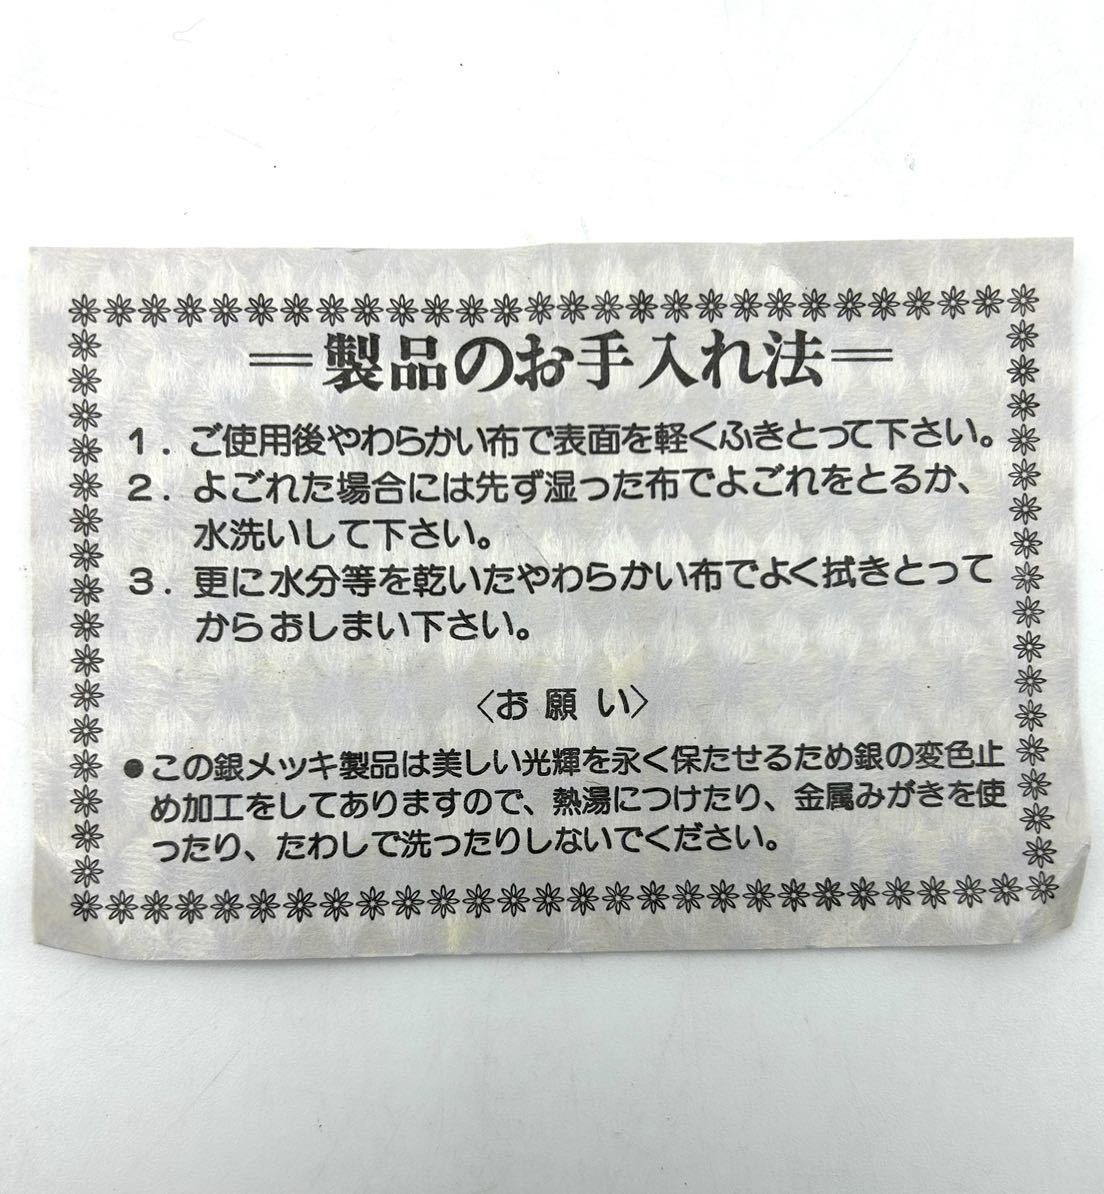 ＝製品のお手入れ法＝
1. ご使用後やわらかい布で表面を軽くふきとって下さい。
2. よごれた場合には先ず湿った布でよごれをとるか、
水洗いして下さい。
3. 更に水分等を乾いたやわらかい布でよく拭きとって
からおしまい下さい。
〈お願い〉
●この銀メッキ製品は美しい光輝を永く保たせるため銀の変色止
め加工をしてありますので、熱湯につけたり、金属みがきを使
ったり、たわしで洗ったりしないでください。